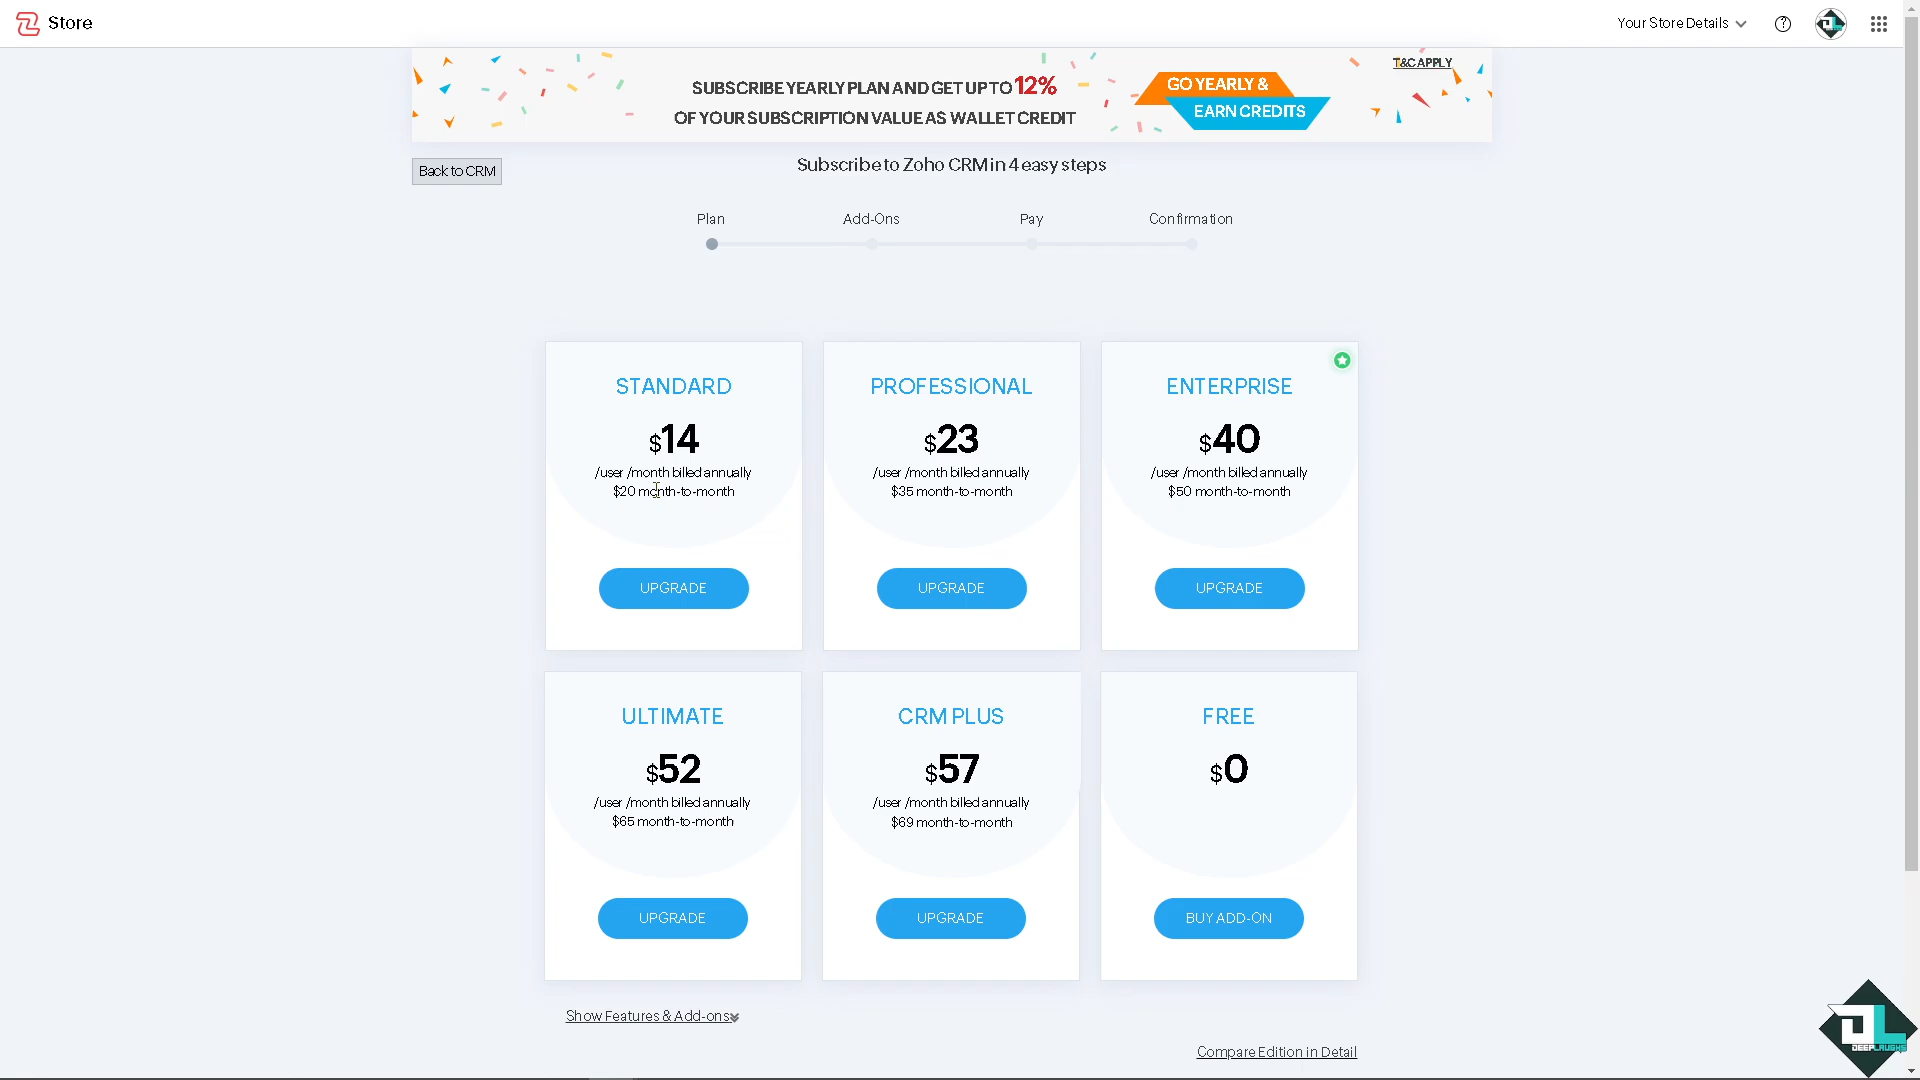 Store
Your Store Details
SUBSCRIBE YEARLY PLAN AND GET UP TO 12%
OF YOUR SUBSCRIPTION VALUE AS WALLET CREDIT
GO YEARLY &
EARN CREDITS
T&C APPLY
Back to CRM
Subscribe to Zoho CRM in 4 easy steps
Plan
Add-Ons
Pay
Confirmation
STANDARD
$14
/user /month billed annually
$20 month-to-month
UPGRADE
PROFESSIONAL
$23
/user /month billed annually
$35 month-to-month
UPGRADE
ENTERPRISE
$40
/user /month billed annually
$50 month-to-month
UPGRADE
ULTIMATE
$52
/user /month billed annually
$65 month-to-month
UPGRADE
CRM PLUS
$57
/user /month billed annually
$69 month-to-month
UPGRADE
FREE
$0
BUY ADD-ON
Show Features & Add-ons
Compare Edition in Detail
DL
DEEPLAUGHS